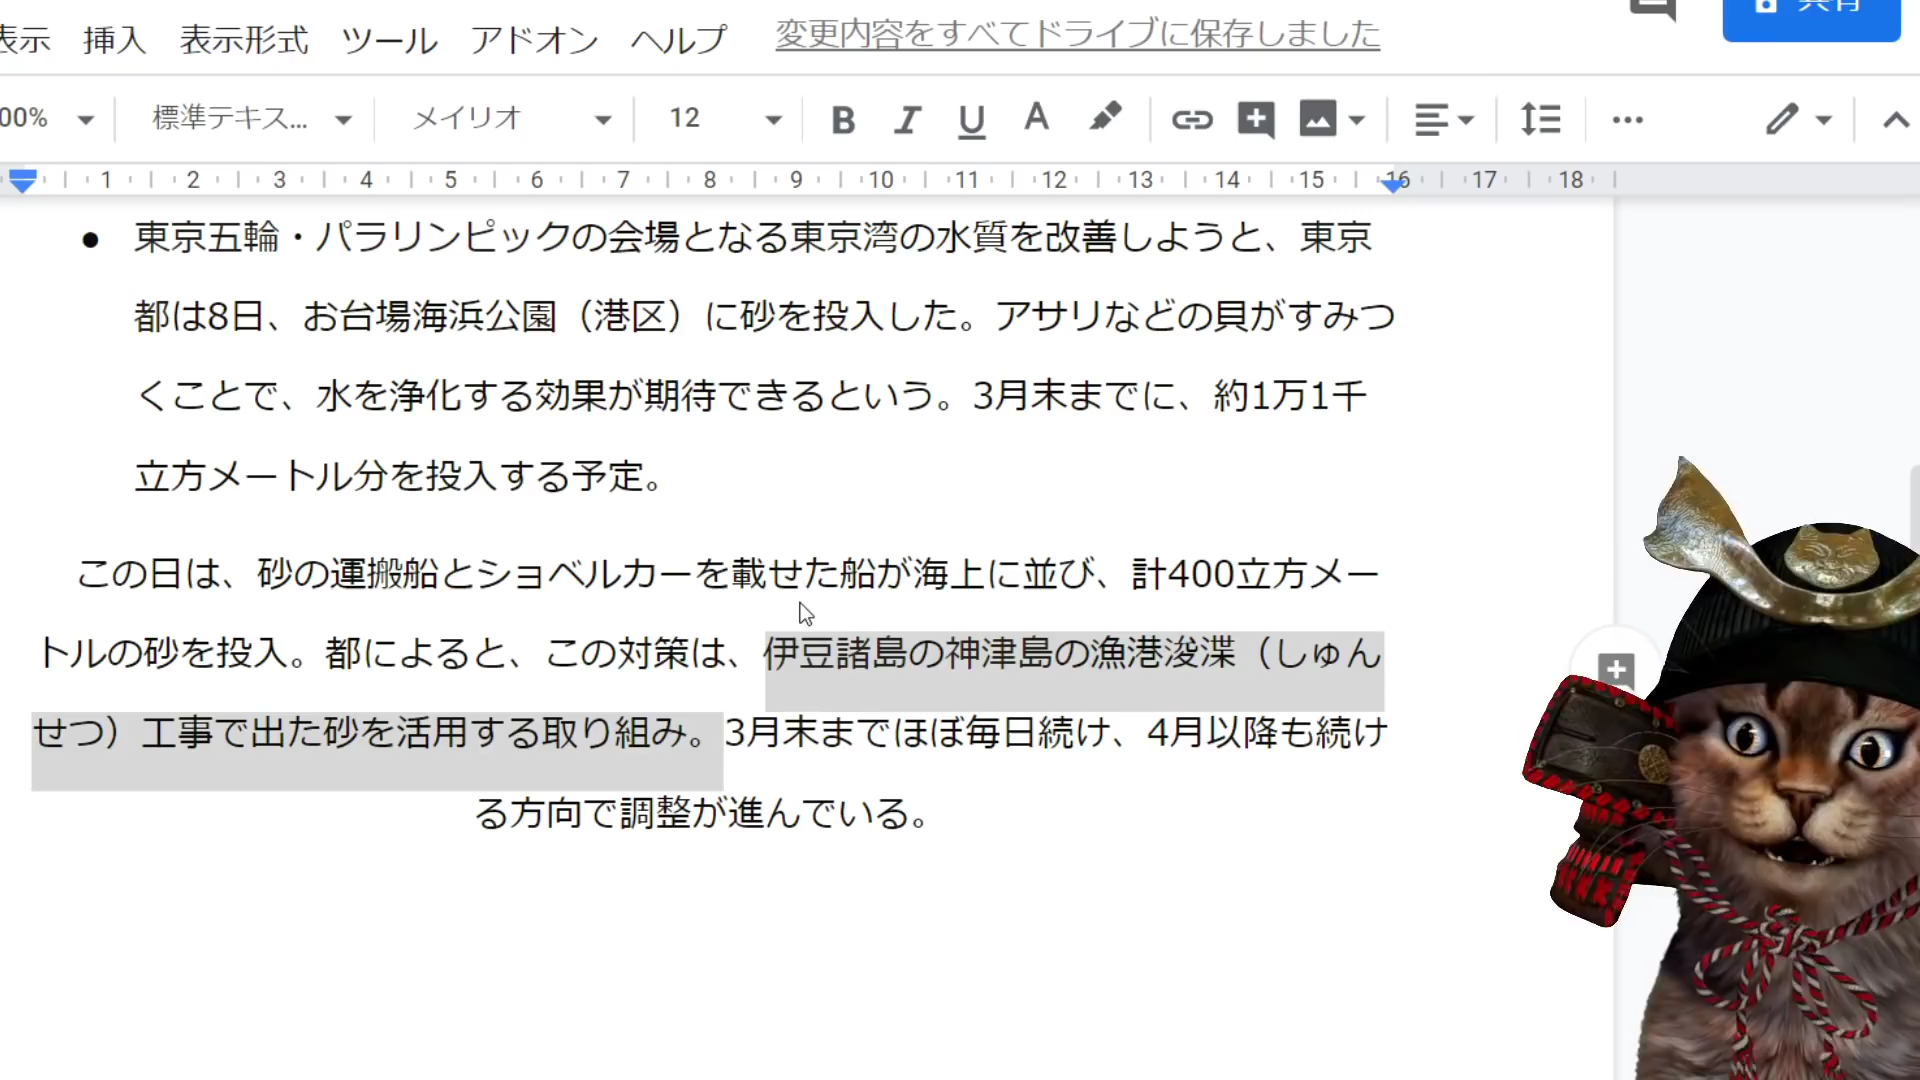 表示 挿入 表示形式 ツール アドオン ヘルプ 変更内容をすべてドライブに保存しました 共有
00% 標準テキス... メイリオ 12 B I U A
1 2 3 4 5 6 7 8 9 10 11 12 13 14 15 16 17 18
● 東京五輪・パラリンピックの会場となる東京湾の水質を改善しようと、東京
都は8日、お台場海浜公園（港区）に砂を投入した。アサリなどの貝がすみつ
くことで、水を浄化する効果が期待できるという。3月末までに、約1万1千
立方メートル分を投入する予定。
この日は、砂の運搬船とショベルカーを載せた船が海上に並び、計400立方メー
トルの砂を投入。都によると、この対策は、伊豆諸島の神津島の漁港浚渫（しゅん
せつ）工事で出た砂を活用する取り組み。3月末までほぼ毎日続け、4月以降も続け
る方向で調整が進んでいる。